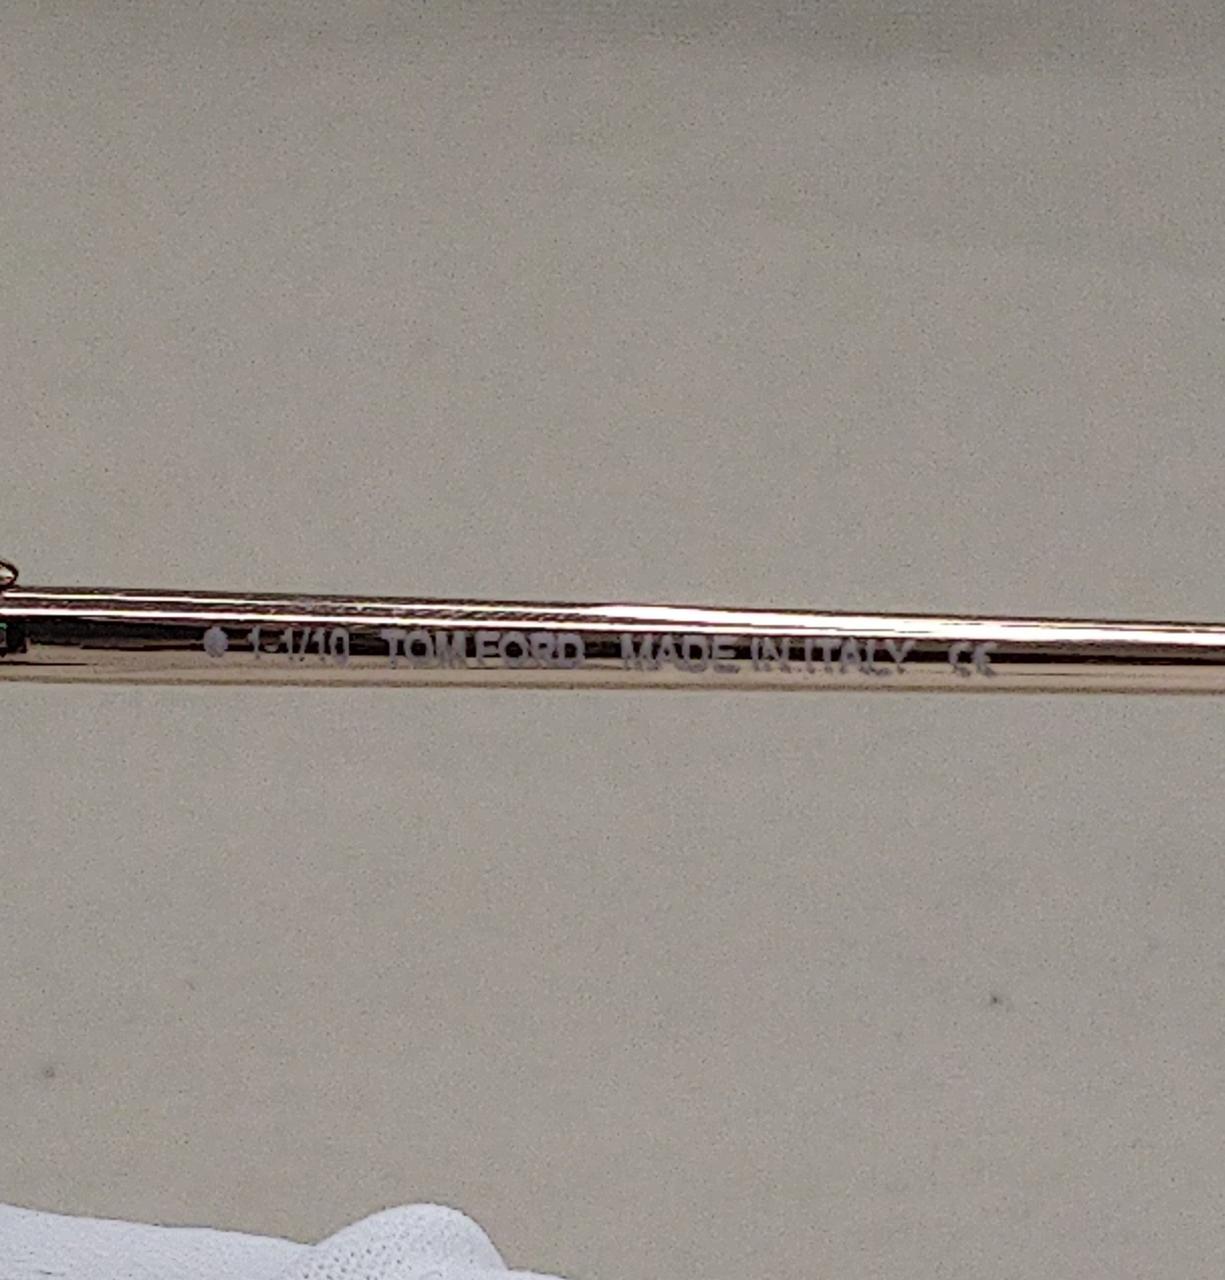 ● 1-1/10 TOM FORD MADE IN ITALY CE